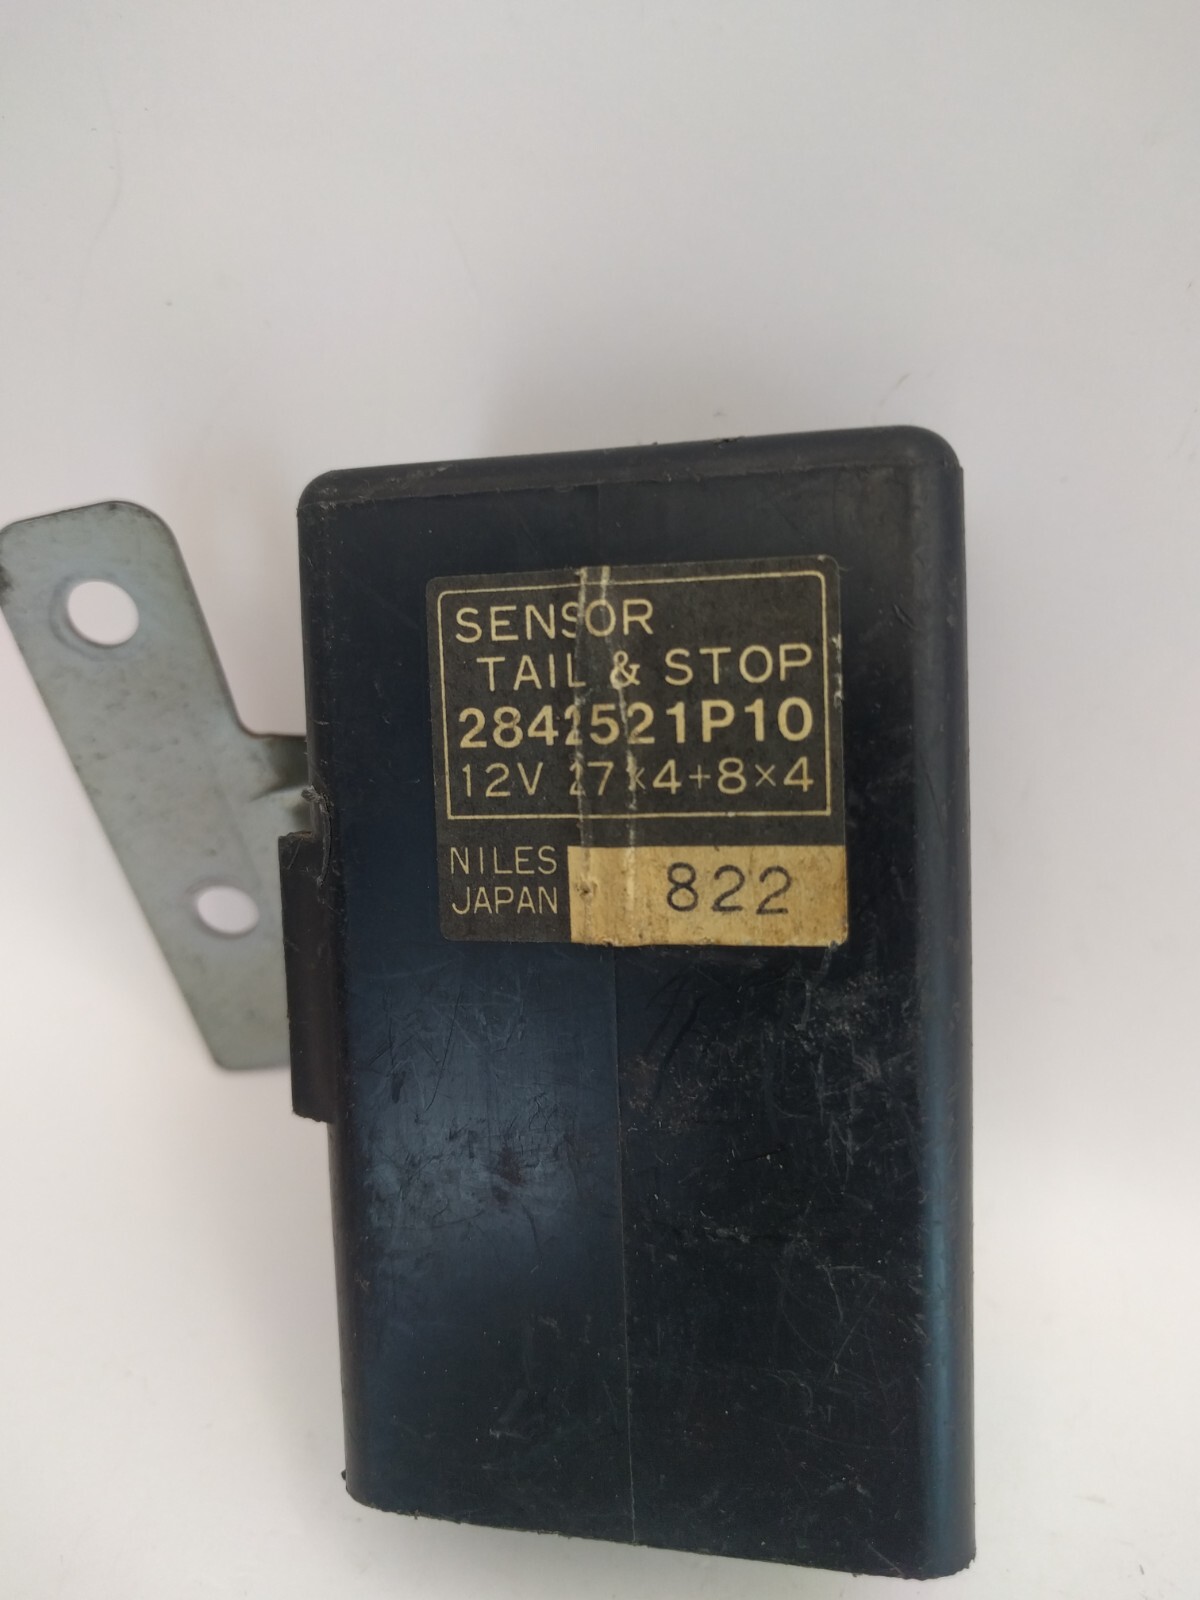 SENSOR
TAIL & STOP
2842521P10
12V 27×4+8×4
NILES
JAPAN
822